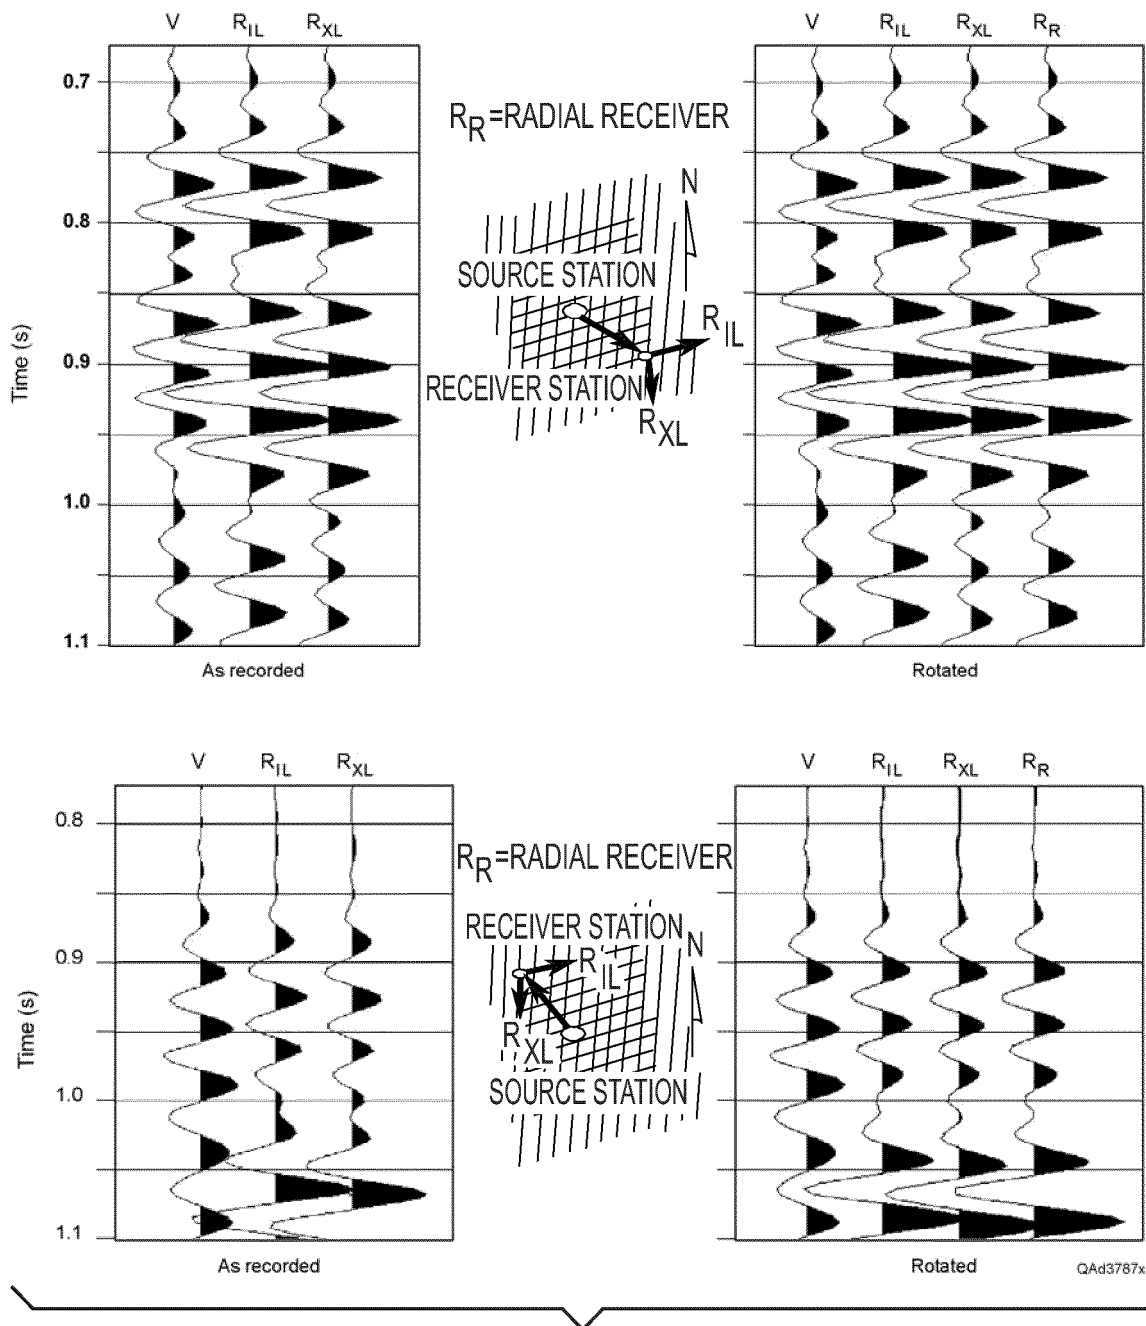 V R_IL R_XL
V R_IL R_XL R_R
0.7
0.8
0.9
1.0
1.1
Time (s)
R_R=RADIAL RECEIVER
N
SOURCE STATION
R_IL
RECEIVER STATION
R_XL
As recorded
Rotated
V R_IL R_XL
V R_IL R_XL R_R
0.8
0.9
1.0
1.1
Time (s)
R_R=RADIAL RECEIVER
RECEIVER STATION
N
R_IL
R_XL
SOURCE STATION
As recorded
Rotated
QAd3787x